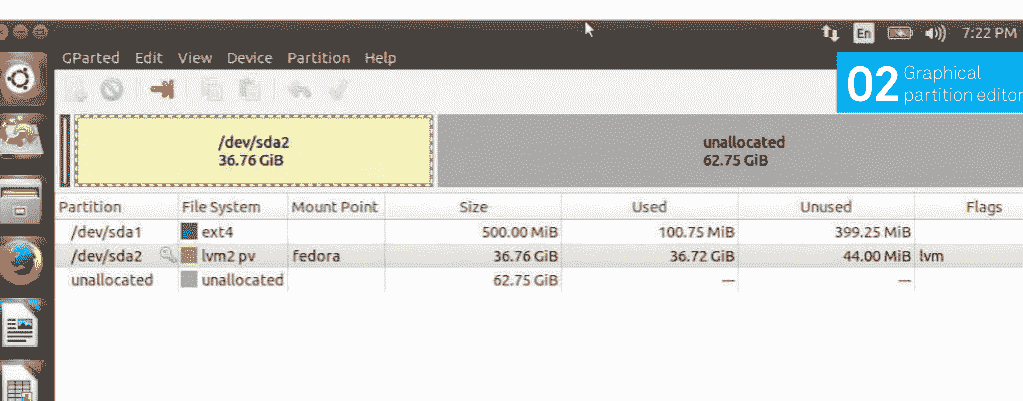 En 7:22 PM
GParted Edit View Device Partition Help
02 Graphical
partition editor
/dev/sda2
36.76 GiB
unallocated
62.75 GiB
Partition File System Mount Point Size Used Unused Flags
/dev/sda1 ext4 500.00 MiB 100.75 MiB 399.25 MiB
/dev/sda2 lvm2 pv fedora 36.76 GiB 36.72 GiB 44.00 MiB lvm
unallocated unallocated 62.75 GiB — —